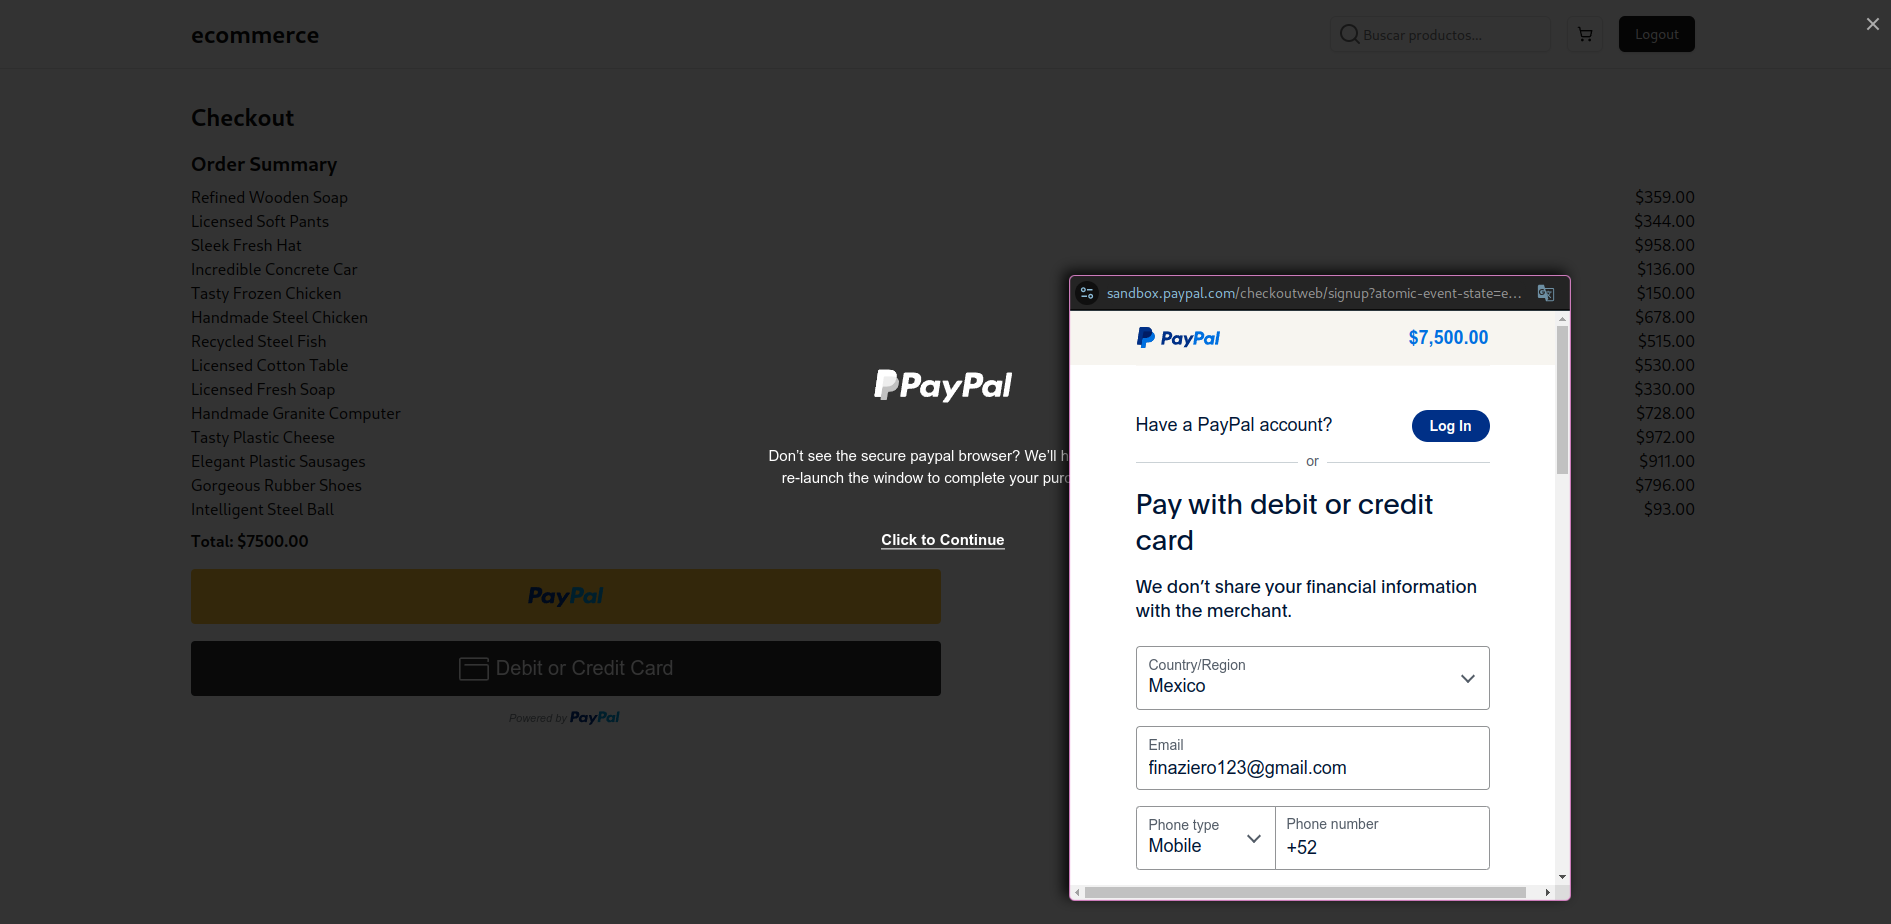 ecommerce
Buscar productos...
Logout
Checkout
Order Summary
Refined Wooden Soap $359.00
Licensed Soft Pants $344.00
Sleek Fresh Hat $958.00
Incredible Concrete Car $136.00
Tasty Frozen Chicken $150.00
Handmade Steel Chicken $678.00
Recycled Steel Fish $515.00
Licensed Cotton Table $530.00
Licensed Fresh Soap $330.00
Handmade Granite Computer $728.00
Tasty Plastic Cheese $972.00
Elegant Plastic Sausages $911.00
Gorgeous Rubber Shoes $796.00
Intelligent Steel Ball $93.00
Total: $7500.00
PayPal
Debit or Credit Card
Powered by PayPal
PayPal
Don’t see the secure paypal browser? We’ll h
re-launch the window to complete your purc
Click to Continue
sandbox.paypal.com/checkoutweb/signup?atomic-event-state=e...
PayPal $7,500.00
Have a PayPal account? Log In
or
Pay with debit or credit
card
We don’t share your financial information
with the merchant.
Country/Region
Mexico
Email
finaziero123@gmail.com
Phone type Phone number
Mobile +52